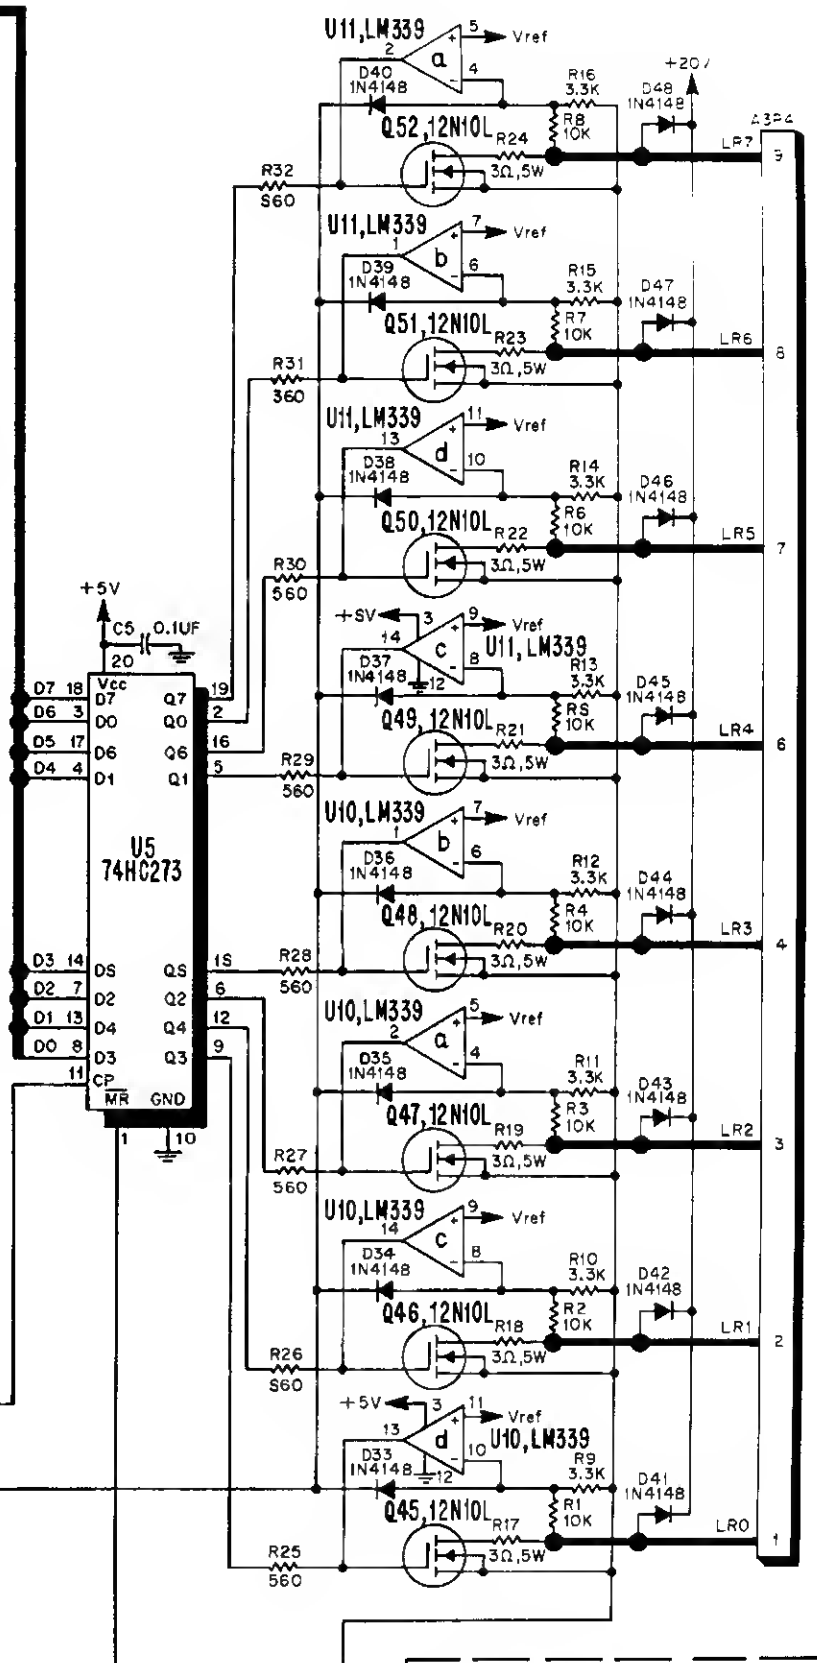 U11,LM339
5 Vref
2 a
4
+20
D40
1N4148
R16
3.3K
D48
1N4148
A3P4
Q52,12N10L
R8
10K
R24
3Ω,5W
LR7 9
R32
S60
U11,LM339
7 Vref
1 b
6
D39
1N4148
R15
3.3K
D47
1N4148
Q51,12N10L
R7
10K
R23
3Ω,5W
LR6 8
R31
360
U11,LM339
11 Vref
13 d
10
D38
1N4148
R14
3.3K
D46
1N4148
Q50,12N10L
R6
10K
R22
3Ω,5W
LR5 7
R30
560
+5V
C5 0.1UF
+SV 3 9 Vref
14 c
8
12
U11,LM339
D37
1N4148
R13
3.3K
D45
1N4148
Q49,12N10L
RS
10K
R21
3Ω,5W
LR4 6
R29
560
20
Vcc
D7 18 D7 Q7 19
D6 3 D0 Q0 2
D5 17 D6 Q6 16
D4 4 D1 Q1 5
U5
74HC273
D3 14 DS QS 1S
D2 7 D2 Q2 6
D1 13 D4 Q4 12
D0 8 D3 Q3 9
11 CP
MR GND
1 10
U10,LM339
7 Vref
1 b
6
D36
1N4148
R12
3.3K
D44
1N4148
Q48,12N10L
R4
10K
R20
3Ω,5W
LR3 4
R28
560
U10,LM339
5 Vref
2 a
4
D35
1N4148
R11
3.3K
D43
1N4148
Q47,12N10L
R3
10K
R19
3Ω,5W
LR2 3
R27
560
U10,LM339
9 Vref
14 c
8
D34
1N4148
R10
3.3K
D42
1N4148
Q46,12N10L
R2
10K
R18
3Ω,5W
LR1 2
R26
S60
+5V 3 11 Vref
13 d
10
12
U10,LM339
D33
1N4148
R9
3.3K
D41
1N4148
Q45,12N10L
R1
10K
R17
3Ω,5W
LR0 1
R25
560